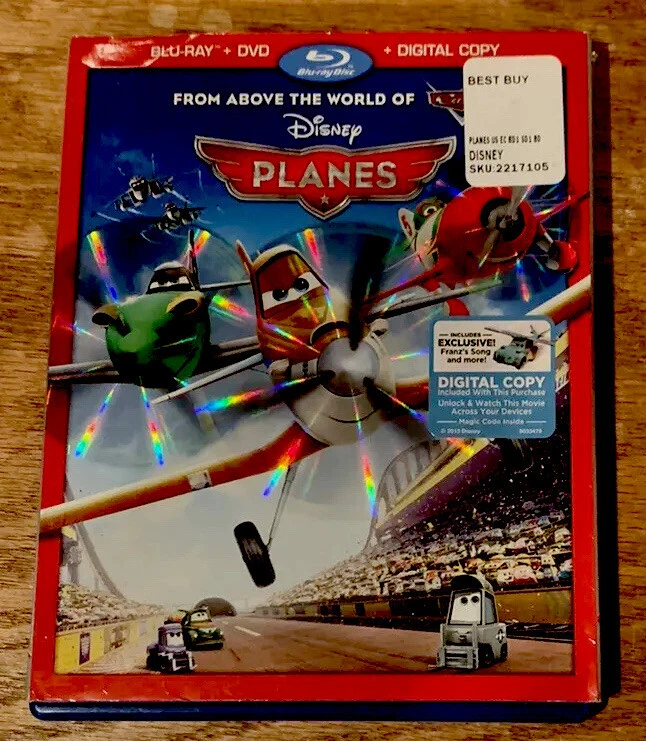 BLU-RAY™ + DVD
+ DIGITAL COPY
Blu-ray Disc
FROM ABOVE THE WORLD OF
Disney
PLANES
BEST BUY
PLANES US EC BD1 SD1 BD
DISNEY
SKU:2217105
INCLUDES
EXCLUSIVE!
Franz's Song
and more!
DIGITAL COPY
Included With This Purchase
Unlock & Watch This Movie
Across Your Devices
Magic Code Inside
© 2013 Disney